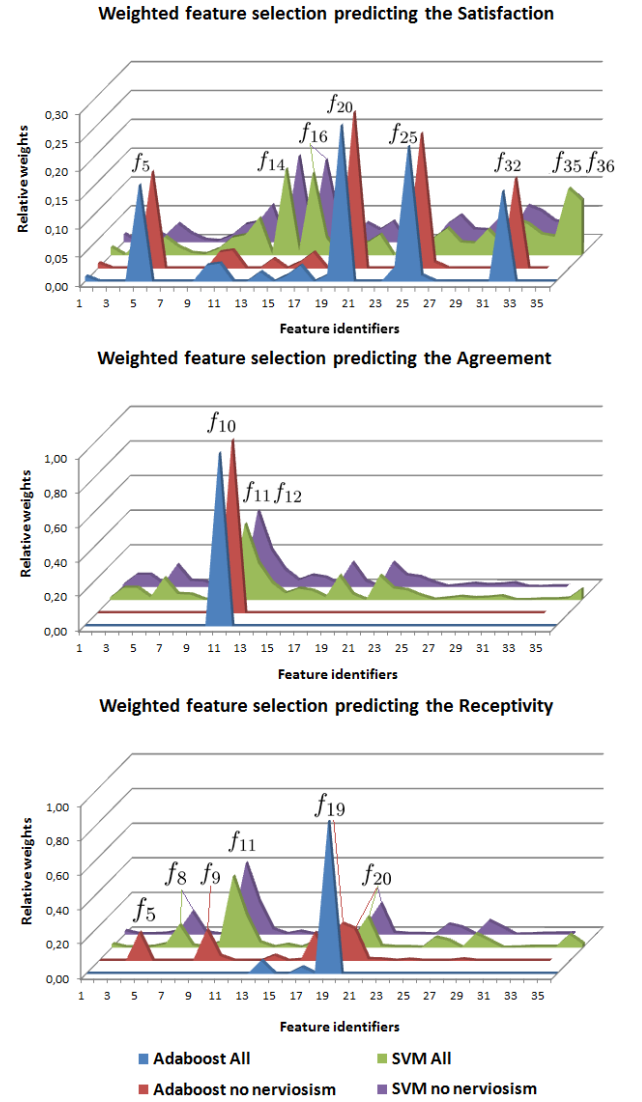 Weighted feature selection predicting the Satisfaction
0,30
0,25
0,20
0,15
0,10
0,05
0,00
Relative weights
f5
f14
f16
f20
f25
f32
f35 f36
1 3 5 7 9 11 13 15 17 19 21 23 25 27 29 31 33 35
Feature identifiers
Weighted feature selection predicting the Agreement
1,00
0,80
0,60
0,40
0,20
0,00
Relative weights
f10
f11 f12
1 3 5 7 9 11 13 15 17 19 21 23 25 27 29 31 33 35
Feature identifiers
Weighted feature selection predicting the Receptivity
1,00
0,80
0,60
0,40
0,20
0,00
Relative weights
f5
f8
f9
f11
f19
f20
1 3 5 7 9 11 13 15 17 19 21 23 25 27 29 31 33 35
Feature identifiers
Adaboost All
SVM All
Adaboost no nerviosism
SVM no nerviosism